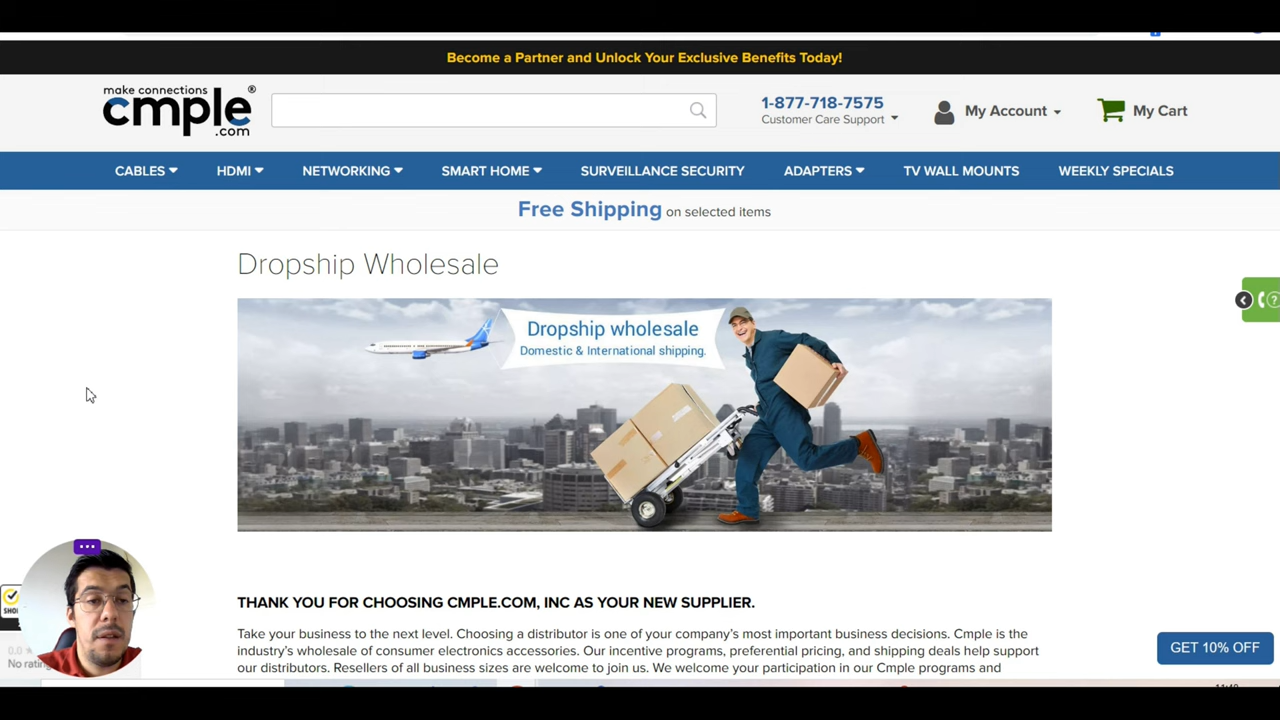 Become a Partner and Unlock Your Exclusive Benefits Today!
make connections
cmple®
.com
1-877-718-7575
Customer Care Support
My Account
My Cart
CABLES
HDMI
NETWORKING
SMART HOME
SURVEILLANCE SECURITY
ADAPTERS
TV WALL MOUNTS
WEEKLY SPECIALS
Free Shipping on selected items
Dropship Wholesale
Dropship wholesale
Domestic & International shipping.
THANK YOU FOR CHOOSING CMPLE.COM, INC AS YOUR NEW SUPPLIER.
Take your business to the next level. Choosing a distributor is one of your company's most important business decisions. Cmple is the
industry's wholesale of consumer electronics accessories. Our incentive programs, preferential pricing, and shipping deals help support
our distributors. Resellers of all business sizes are welcome to join us. We welcome your participation in our Cmple programs and
GET 10% OFF
SHO
0.0
No ratin